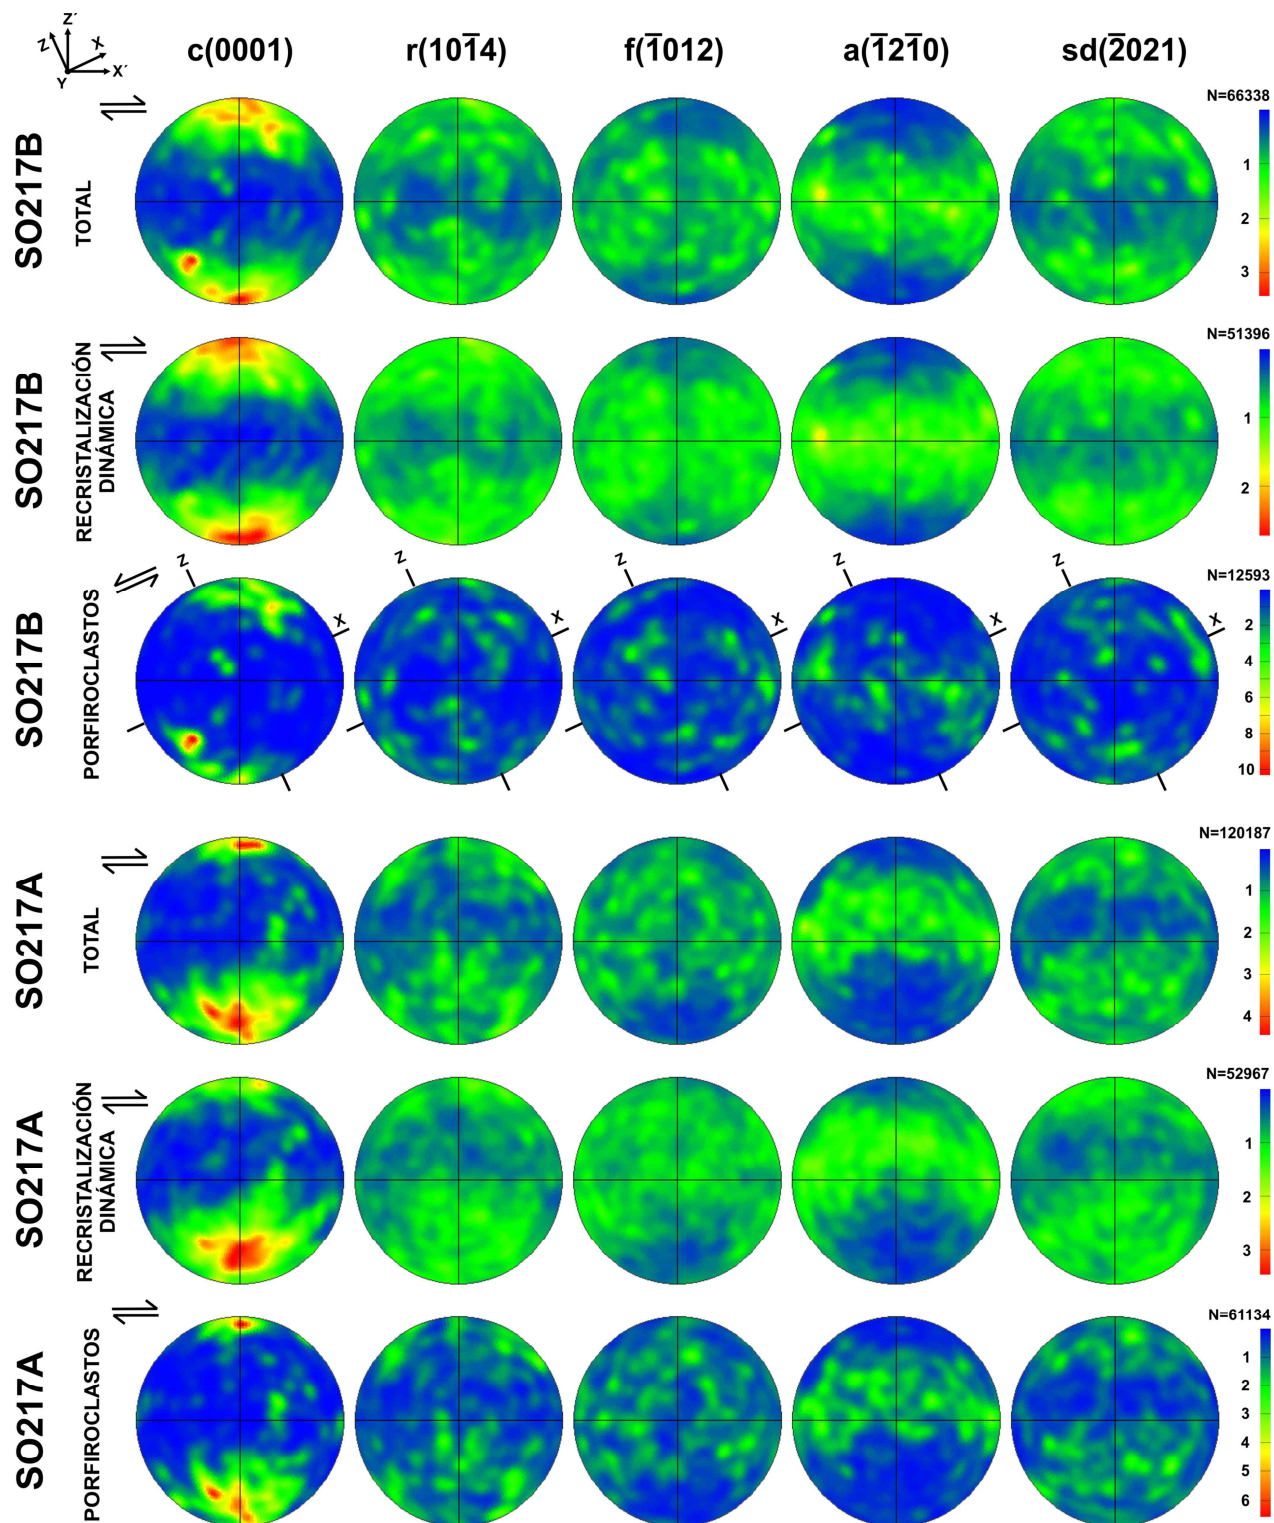 Z´
Z
X
Y
X´
c(0001)
r(101̅4)
f(1̅012)
a(1̅21̅0)
sd(2̅021)
SO217B
TOTAL
N=66338
1
2
3
SO217B
RECRISTALIZACIÓN
DINÁMICA
N=51396
1
2
SO217B
PORFIROCLASTOS
Z
X
Z
X
Z
X
Z
X
Z
X
N=12593
2
4
6
8
10
SO217A
TOTAL
N=120187
1
2
3
4
SO217A
RECRISTALIZACIÓN
DINÁMICA
N=52967
1
2
3
SO217A
PORFIROCLASTOS
N=61134
1
2
3
4
5
6